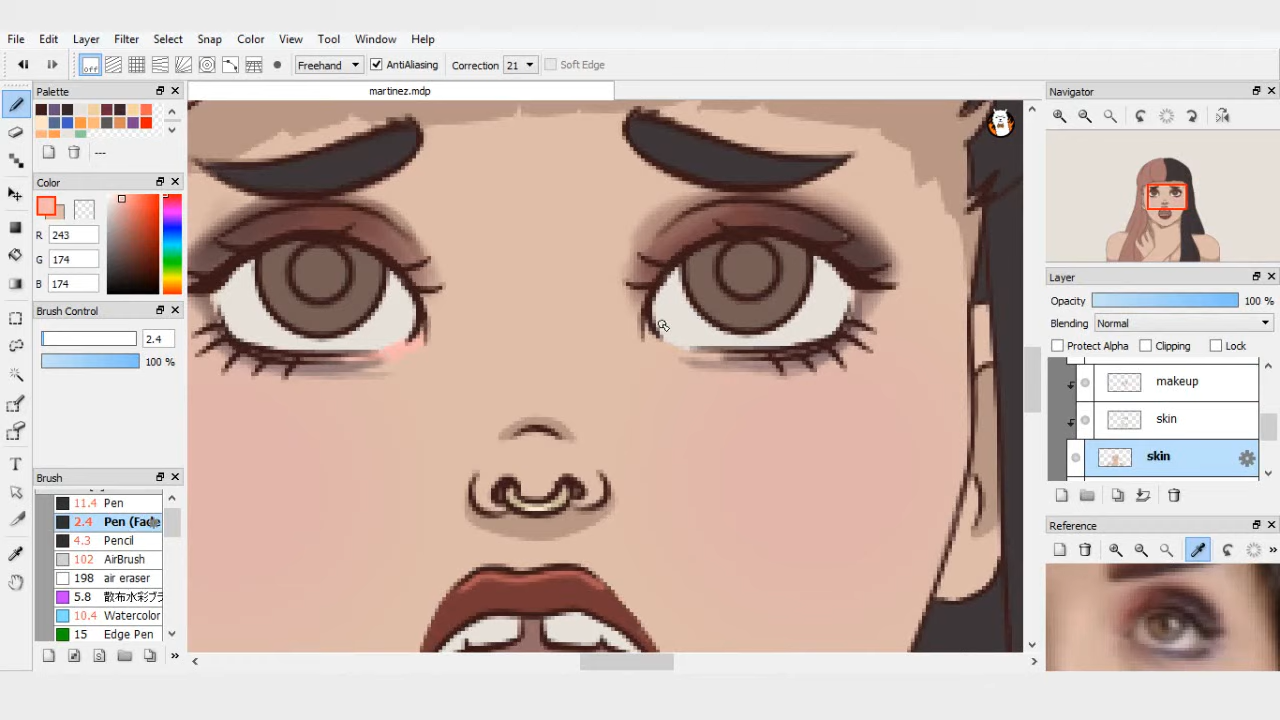 File Edit Layer Filter Select Snap Color View Tool Window Help
off Freehand AntiAliasing Correction 21 Soft Edge
Palette
martinez.mdp
Navigator
---
Color
R 243
G 174
B 174
Layer
Opacity 100 %
Brush Control
Blending Normal
2.4
Protect Alpha Clipping Lock
100 %
makeup
skin
skin
Brush
11.4 Pen
2.4 Pen (Fade
4.3 Pencil
Reference
102 AirBrush
198 air eraser
5.8 散布水彩ブラ
10.4 Watercolor
15 Edge Pen
T